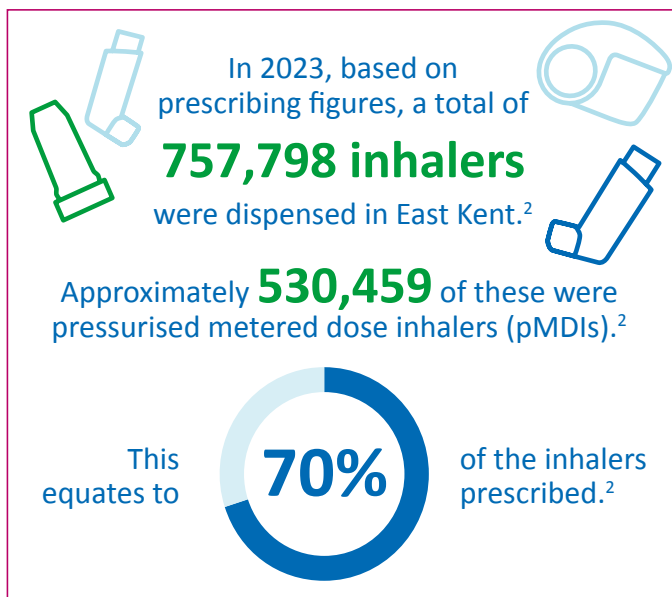 In 2023, based on
prescribing figures, a total of
757,798 inhalers
were dispensed in East Kent.²
Approximately 530,459 of these were
pressurised metered dose inhalers (pMDIs).²
This
equates to
70%
of the inhalers
prescribed.²